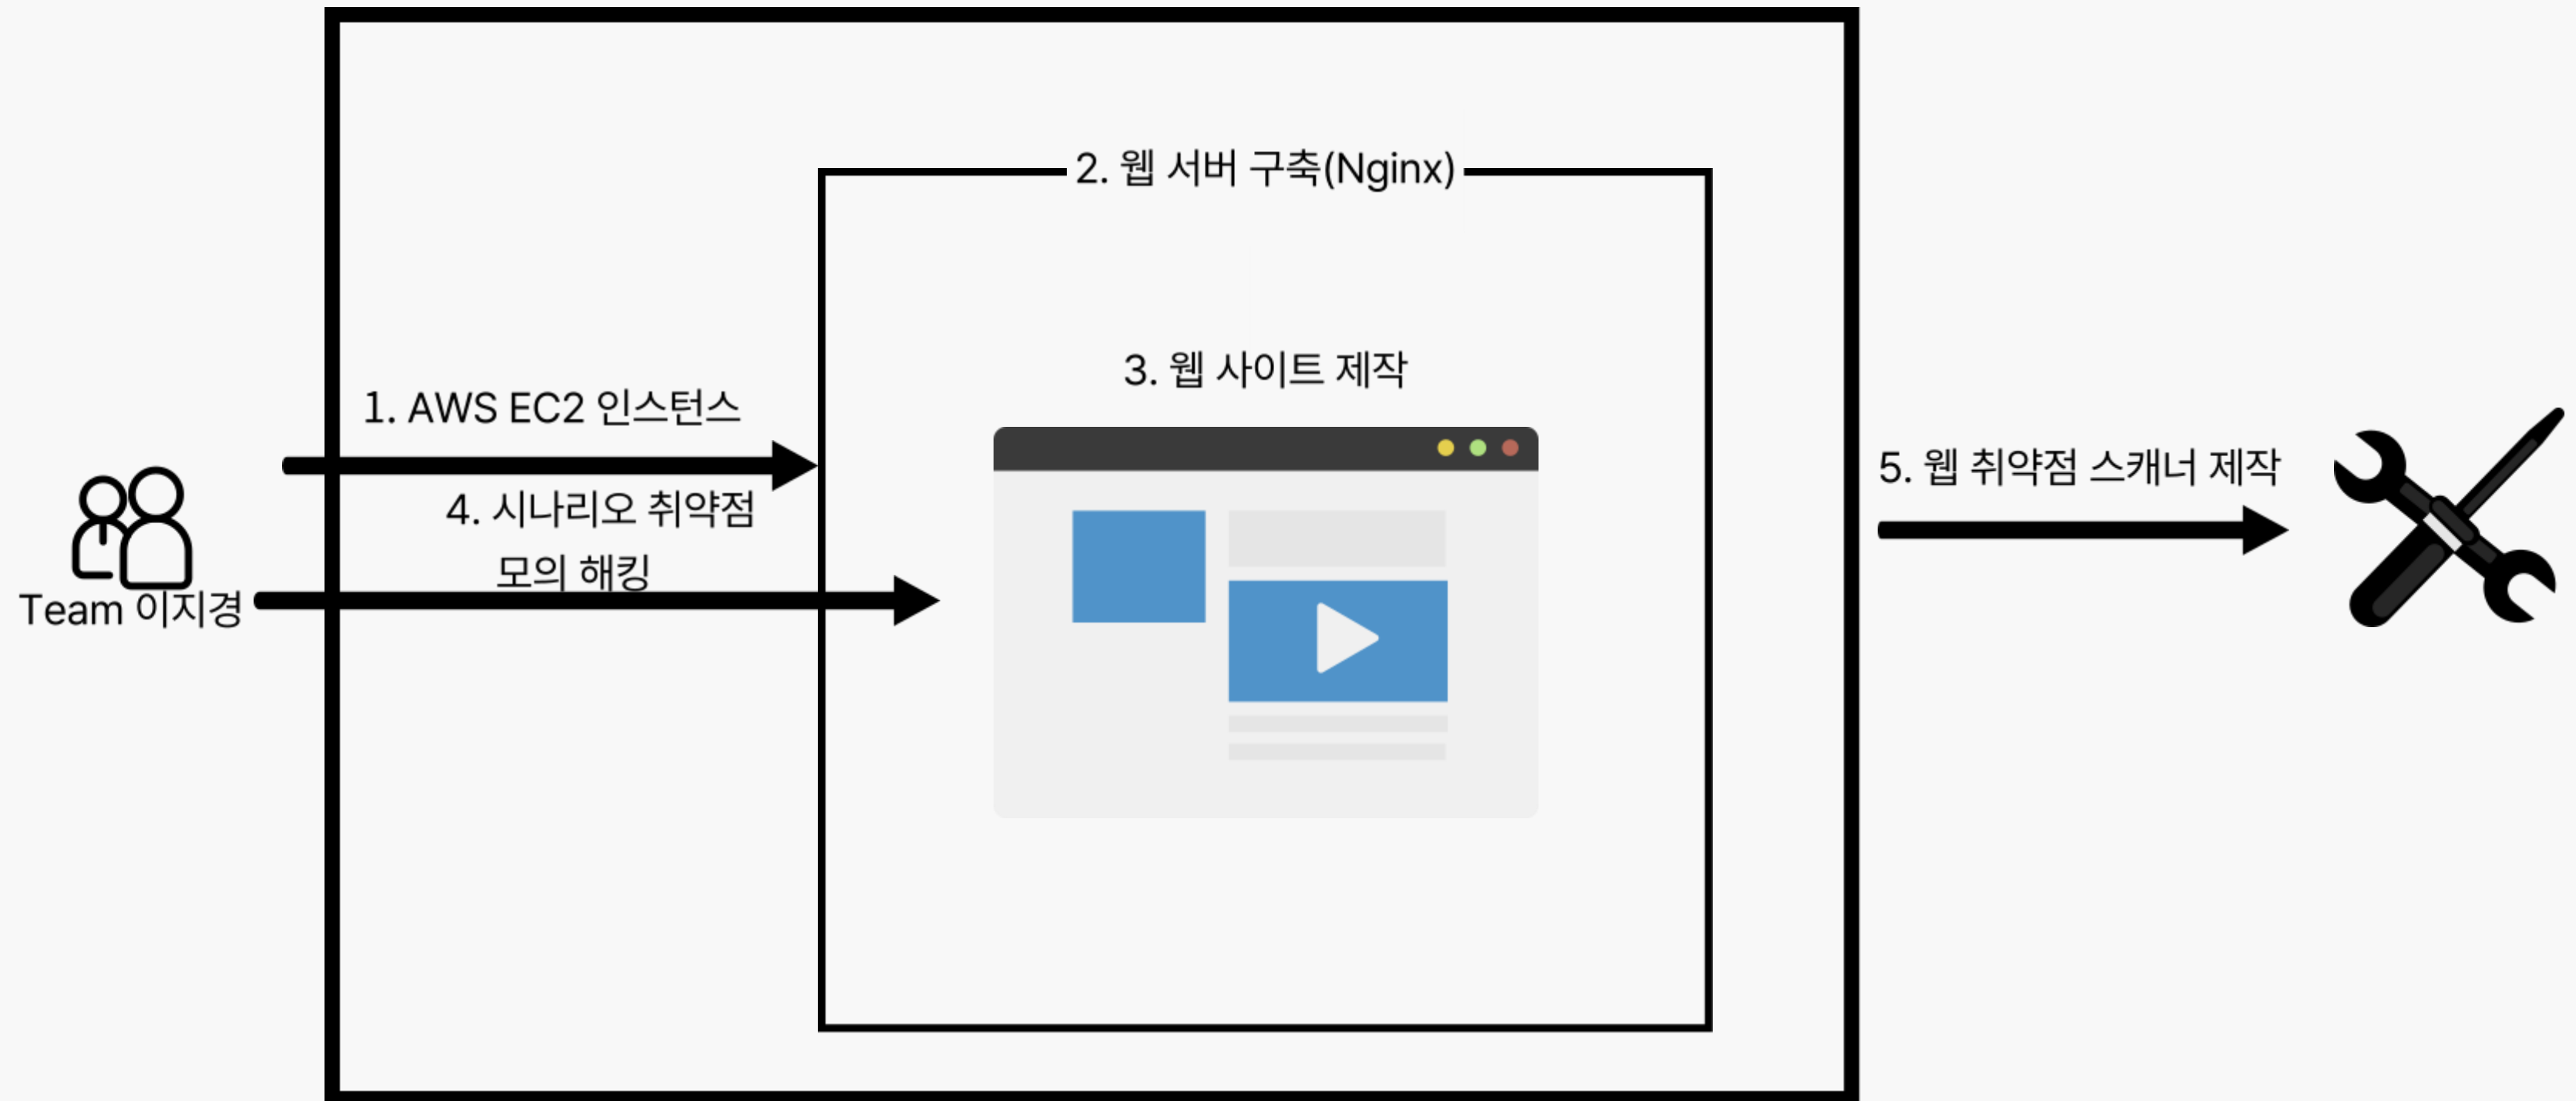 2. 웹 서버 구축(Nginx)
3. 웹 사이트 제작
1. AWS EC2 인스턴스
4. 시나리오 취약점
모의 해킹
Team 이지경
5. 웹 취약점 스캐너 제작